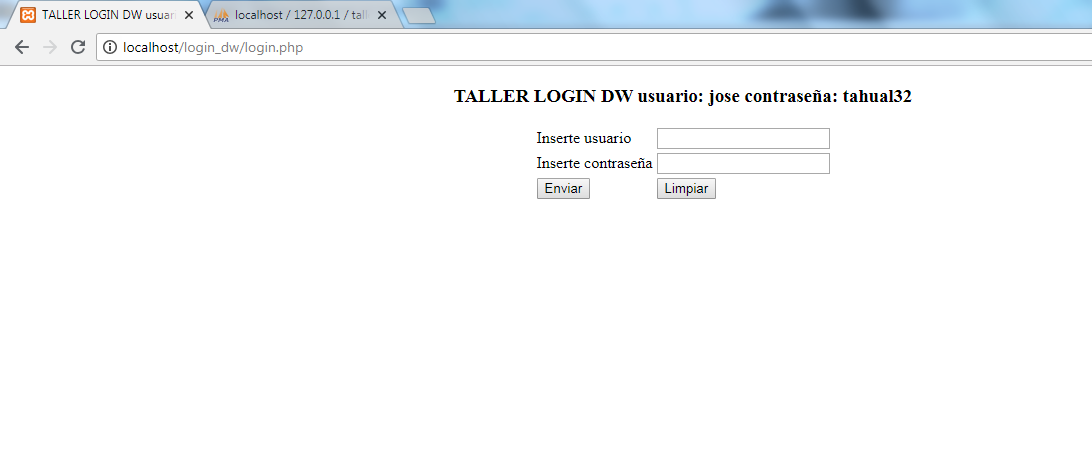 TALLER LOGIN DW usuar
localhost / 127.0.0.1 / tall
localhost/login_dw/login.php
TALLER LOGIN DW usuario: jose contraseña: tahual32
Inserte usuario
Inserte contraseña
Enviar Limpiar